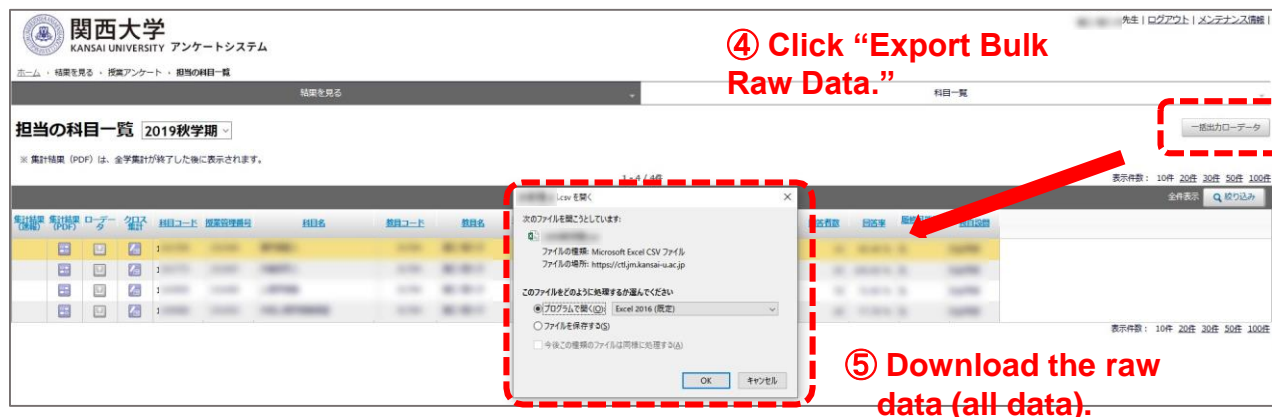 関西大学
KANSAI UNIVERSITY アンケートシステム
先生 | ログアウト | メンテナンス情報 |
④ Click “Export Bulk
Raw Data.”
ホーム ・ 結果を見る ・ 授業アンケート ・ 担当の科目一覧
結果を見る
科目一覧
担当の科目一覧 2019秋学期
一括出力ローデータ
※ 集計結果（PDF）は、全学集計が終了した後に表示されます。
1 - 4 / 4件
表示件数： 10件 20件 30件 50件 100件
全件表示 絞り込み
集計結果(速報) 集計結果(PDF) ローデータ クロス集計 科目コード 授業管理番号 科目名 教員コード 教員名 回答率
.csv を開く
次のファイルを開こうとしています:
ファイルの種類: Microsoft Excel CSV ファイル
ファイルの場所: https://ctl.jm.kansai-u.ac.jp
このファイルをどのように処理するか選んでください
プログラムで開く(O): Excel 2016 (既定)
ファイルを保存する(S)
今後この種類のファイルは同様に処理する(A)
OK キャンセル
表示件数： 10件 20件 30件 50件 100件
⑤ Download the raw
data (all data).